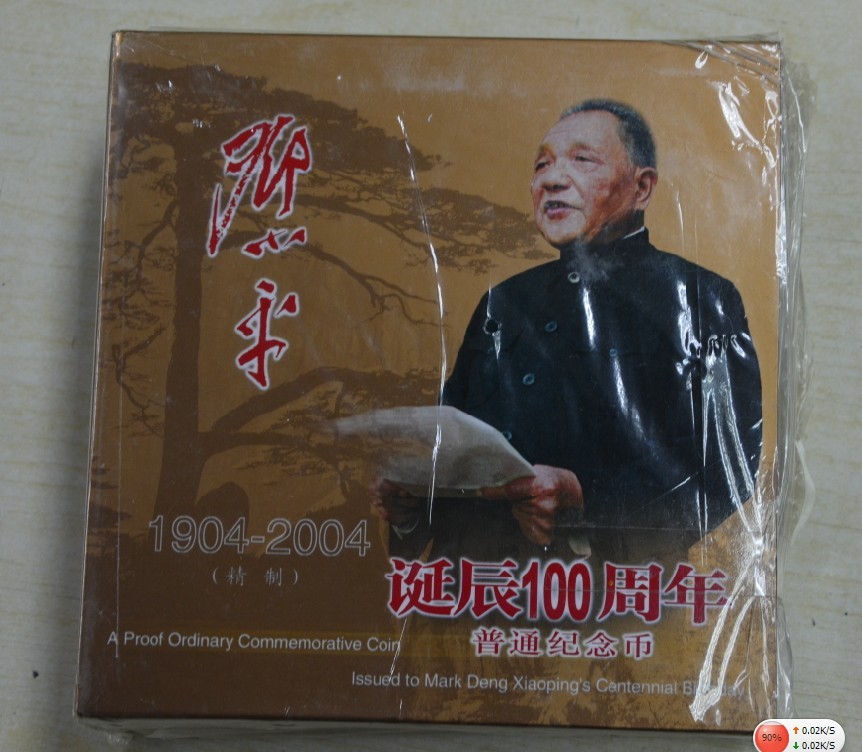 邓小平
1904-2004
(精 制)
诞辰100周年
普通纪念币
A Proof Ordinary Commemorative Coin
Issued to Mark Deng Xiaoping's Centennial Birthday
90%
↑ 0.02K/S
↓ 0.02K/S